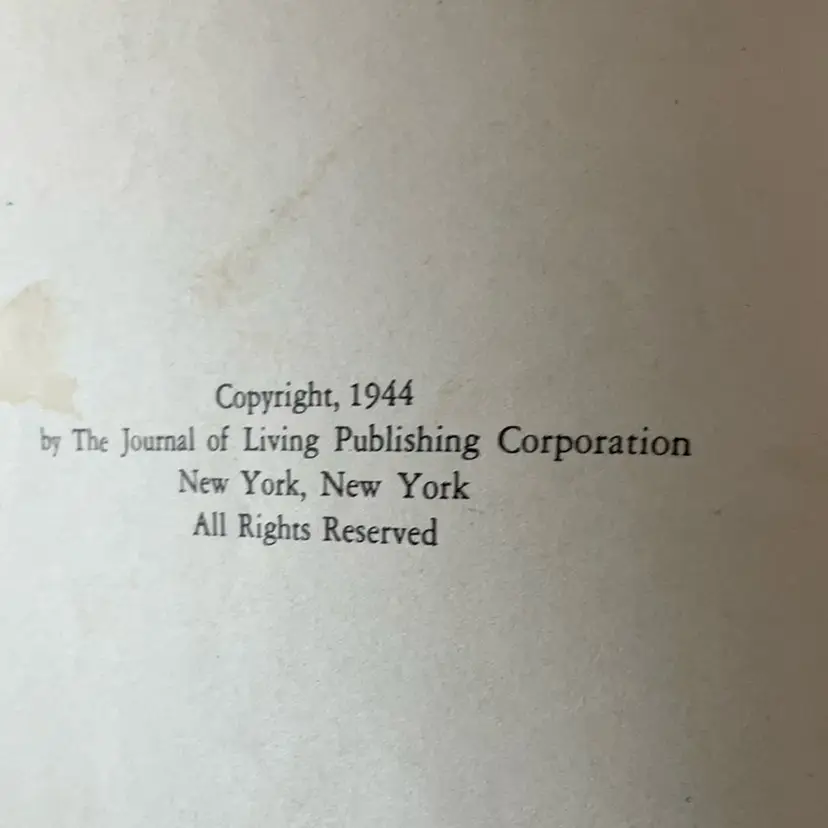 Copyright, 1944
by The Journal of Living Publishing Corporation
New York, New York
All Rights Reserved